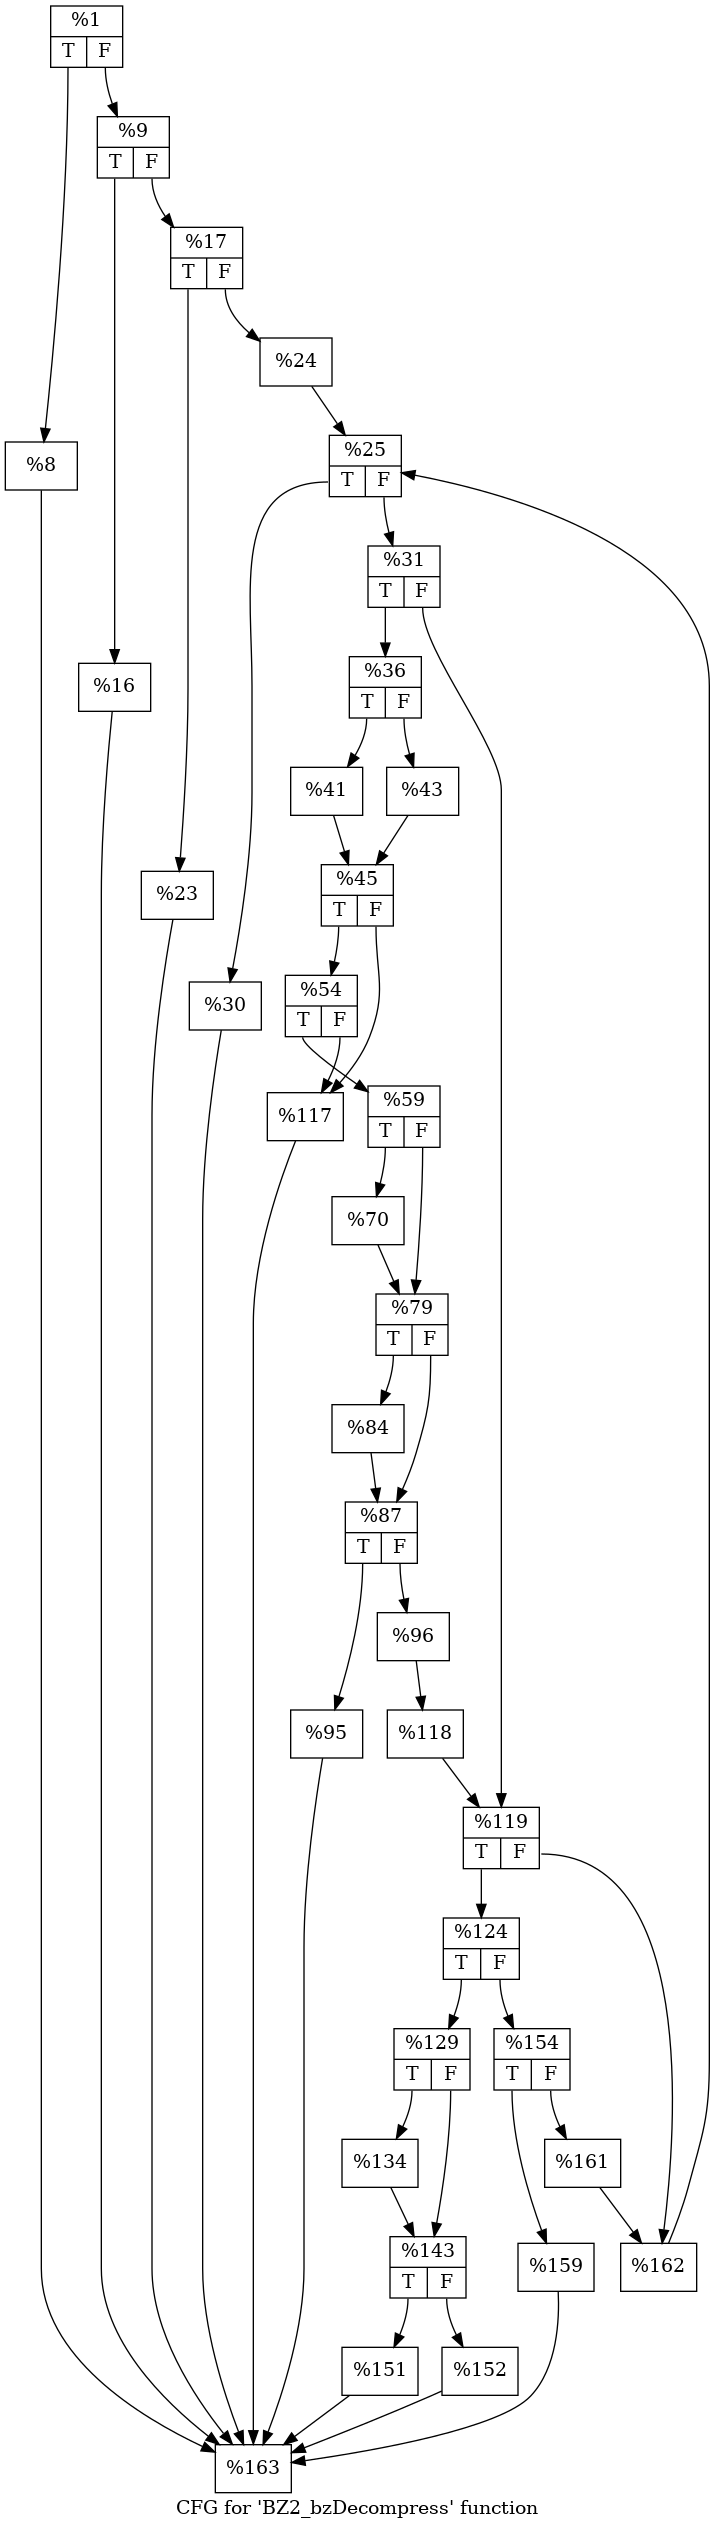 %1
T F
%9
T F
%17
T F
%24
%25
T F
%8
%31
T F
%36
T F
%16
%41 %43
%45
T F
%23
%54
T F
%30
%59
T F
%117
%70
%79
T F
%84
%87
T F
%96
%95 %118
%119
T F
%124
T F
%129 %154
T F T F
%134 %161
%143
T F
%159 %162
%151 %152
%163
CFG for 'BZ2_bzDecompress' function